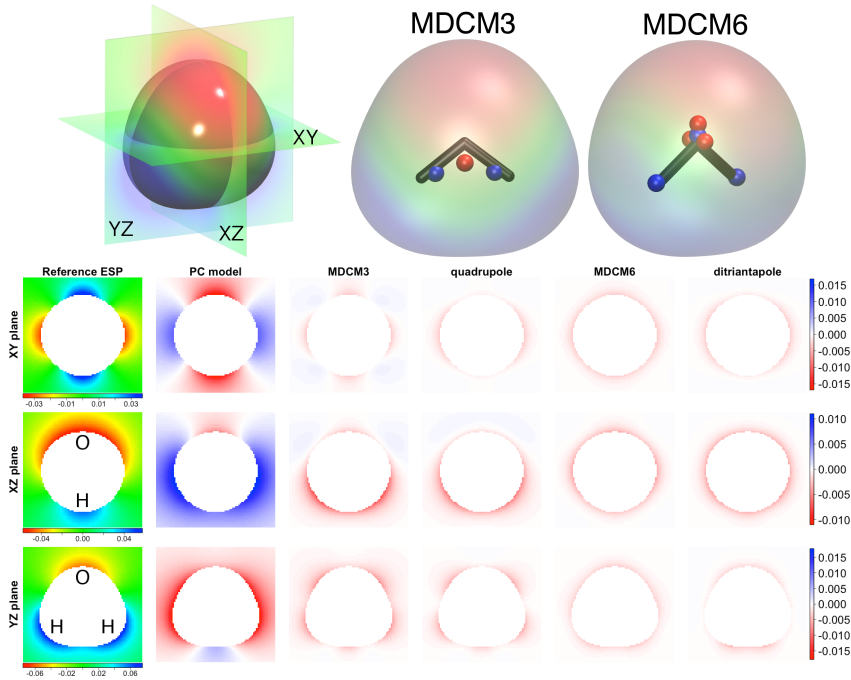 MDCM3
MDCM6
XY
YZ
XZ
Reference ESP
PC model
MDCM3
quadrupole
MDCM6
ditriantapole
XY plane
-0.03
-0.01
0.01
0.03
0.015
0.010
0.005
0.000
-0.005
-0.010
-0.015
XZ plane
O
H
-0.04
0.00
0.04
0.010
0.005
0.000
-0.005
-0.010
YZ plane
O
H H
-0.06
-0.02
0.02
0.06
0.015
0.010
0.005
0.000
-0.005
-0.010
-0.015